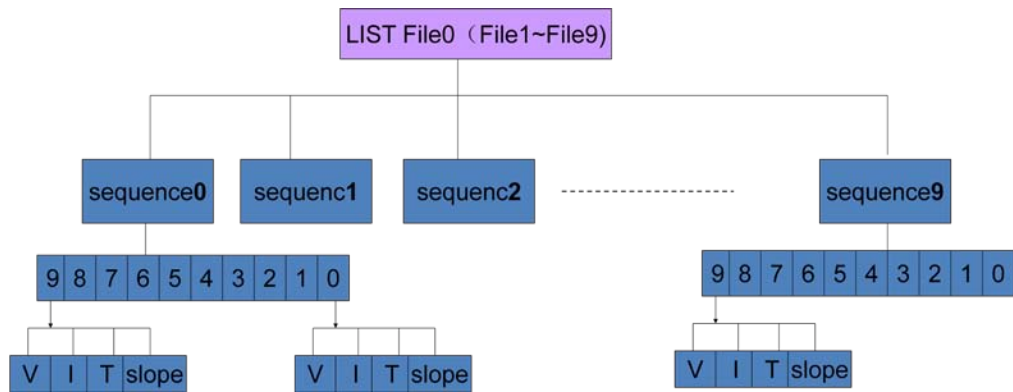 LIST File0（File1~File9)
sequence0 sequenc1 sequenc2 sequence9
9 8 7 6 5 4 3 2 1 0
9 8 7 6 5 4 3 2 1 0
V I T slope
V I T slope
V I T slope